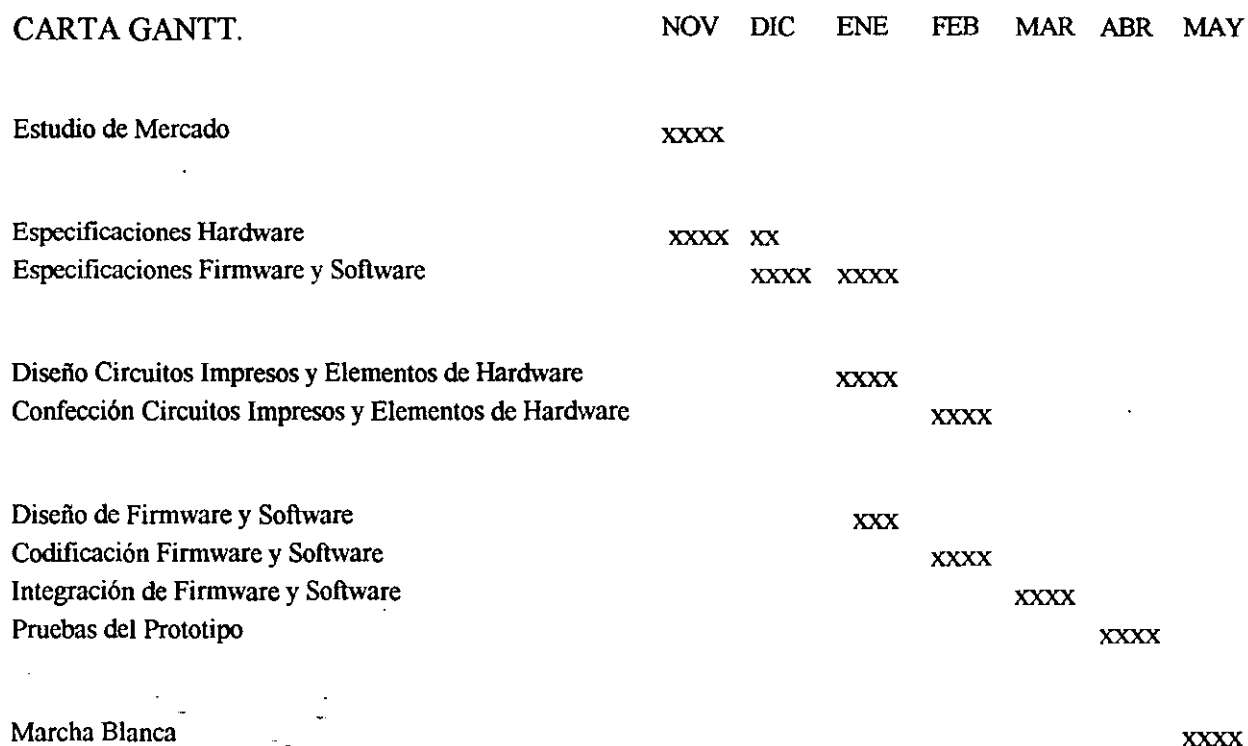 CARTA GANTT. NOV DIC ENE FEB MAR ABR MAY
Estudio de Mercado xxxx
Especificaciones Hardware xxxx xx
Especificaciones Firmware y Software xxxx xxxx
Diseño Circuitos Impresos y Elementos de Hardware xxxx
Confección Circuitos Impresos y Elementos de Hardware xxxx
Diseño de Firmware y Software xxx
Codificación Firmware y Software xxxx
Integración de Firmware y Software xxxx
Pruebas del Prototipo xxxx
Marcha Blanca xxxx